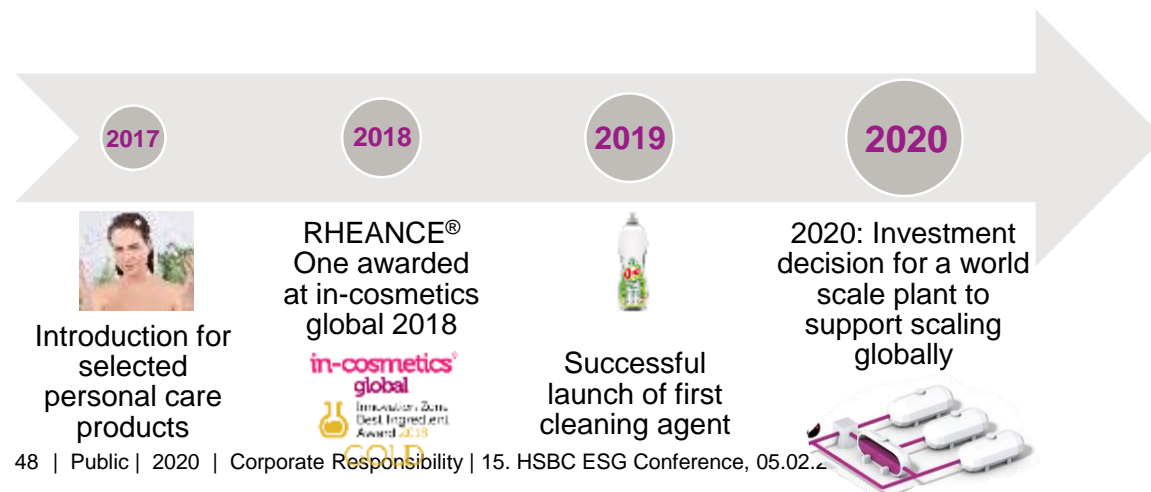 2017
2018
2019
2020
Introduction for
selected
personal care
products
RHEANCE®
One awarded
at in-cosmetics
global 2018
in-cosmetics®
global
Innovation Zone
Best Ingredient
Award 2018
GOLD
Successful
launch of first
cleaning agent
2020: Investment
decision for a world
scale plant to
support scaling
globally
48 | Public | 2020 | Corporate Responsibility | 15. HSBC ESG Conference, 05.02.2